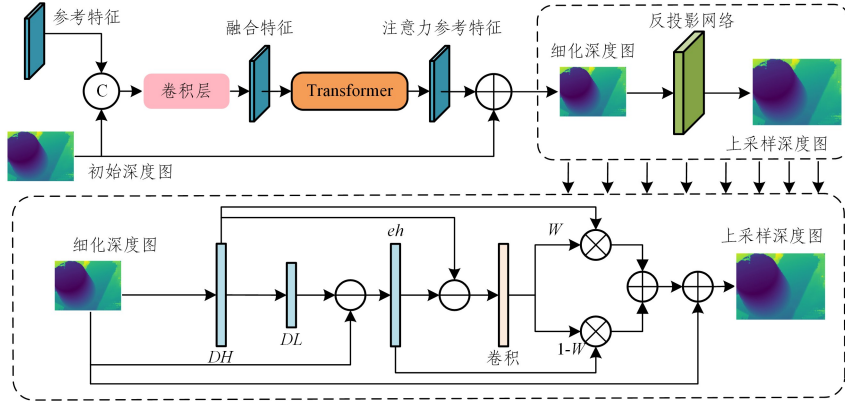 参考特征
融合特征
注意力参考特征
反投影网络
细化深度图
C
卷积层
Transformer
上采样深度图
初始深度图
细化深度图
eh
W
上采样深度图
DH
DL
卷积
1-W